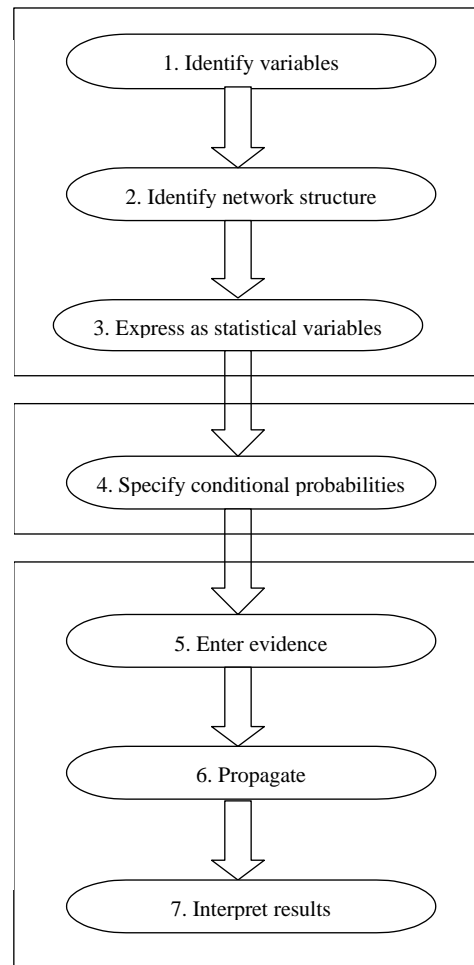 1. Identify variables
2. Identify network structure
3. Express as statistical variables
4. Specify conditional probabilities
5. Enter evidence
6. Propagate
7. Interpret results